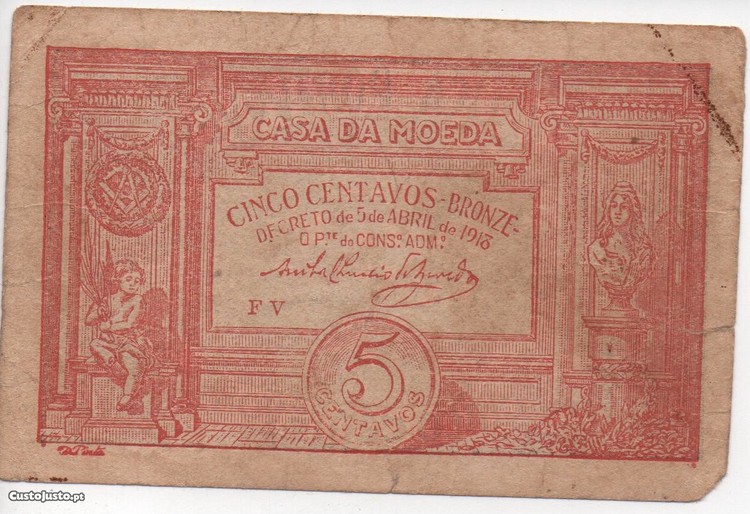 CASA DA MOEDA
CINCO CENTAVOS-BRONZE-
DECRETO de 5 de ABRIL de 1918
O P.TE do CONS.º ADM.º
F V
5
CENTAVOS
CustoJusto.pt